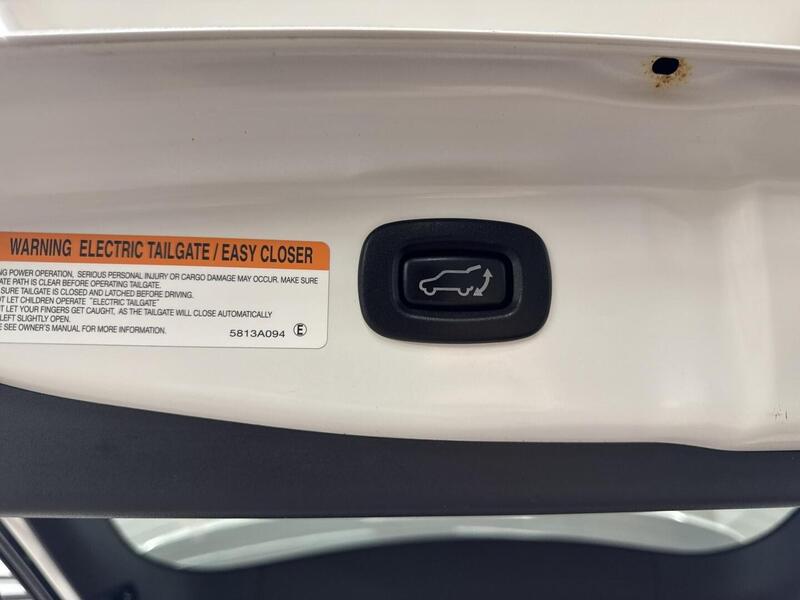 WARNING ELECTRIC TAILGATE / EASY CLOSER
NG POWER OPERATION, SERIOUS PERSONAL INJURY OR CARGO DAMAGE MAY OCCUR. MAKE SURE
ATE PATH IS CLEAR BEFORE OPERATING TAILGATE.
SURE TAILGATE IS CLOSED AND LATCHED BEFORE DRIVING.
OT LET CHILDREN OPERATE "ELECTRIC TAILGATE"
T LET YOUR FINGERS GET CAUGHT, AS THE TAILGATE WILL CLOSE AUTOMATICALLY
LEFT SLIGHTLY OPEN.
E SEE OWNER'S MANUAL FOR MORE INFORMATION.
5813A094 Ⓔ